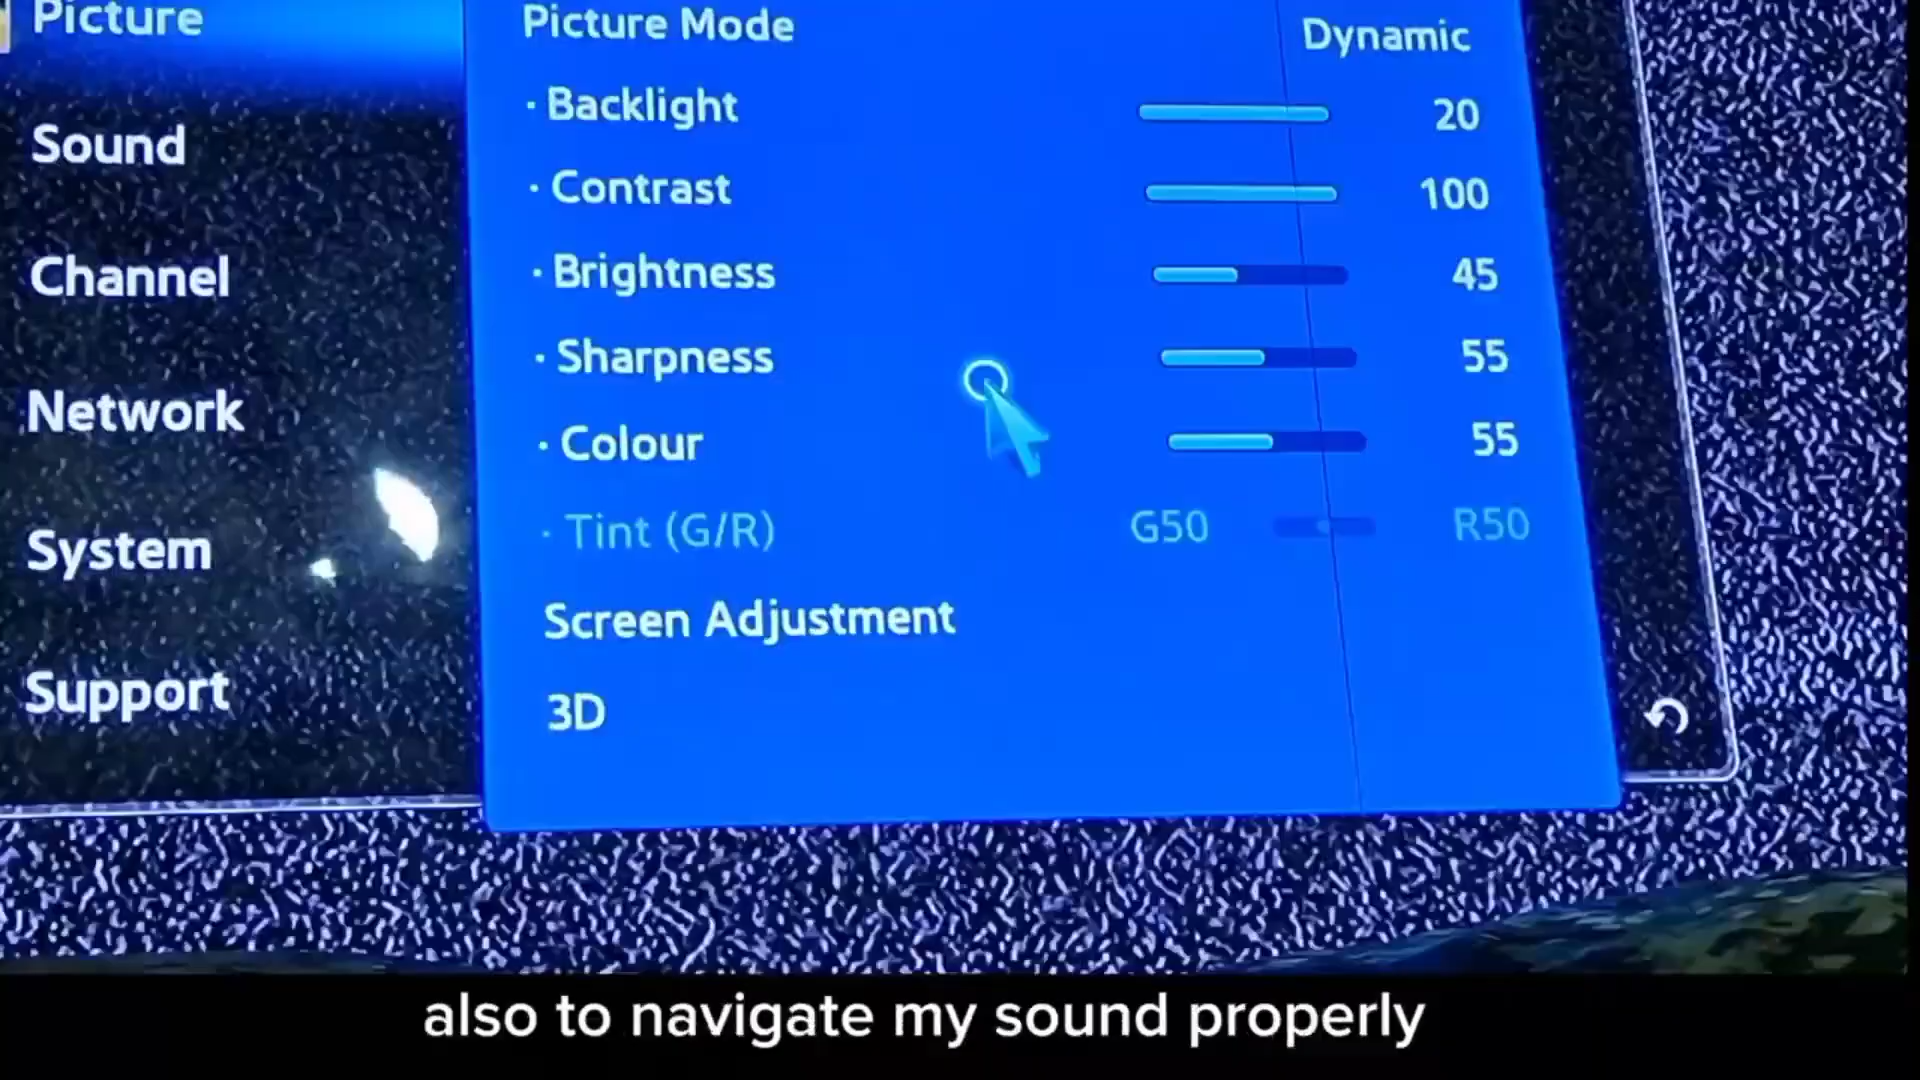 Picture
Sound
Channel
Network
System
Support
Picture Mode Dynamic
· Backlight 20
· Contrast 100
· Brightness 45
· Sharpness 55
· Colour 55
· Tint (G/R) G50 R50
Screen Adjustment
3D
also to navigate my sound properly